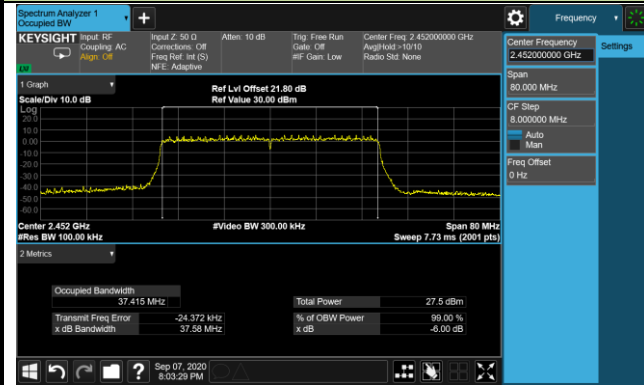 Spectrum Analyzer 1
Occupied BW
+
Frequency
KEYSIGHT
Input: RF
Coupling: AC
Align: Off
Input Z: 50 Ω
Corrections: Off
Freq Ref: Int (S)
NFE: Adaptive
Atten: 10 dB
Trig: Free Run
Gate: Off
#IF Gain: Low
Center Freq: 2.452000000 GHz
Avg|Hold:>10/10
Radio Std: None
Center Frequency
2.452000000 GHz
Settings
Span
80.000 MHz
CF Step
8.000000 MHz
Auto
Man
Freq Offset
0 Hz
1 Graph
Scale/Div 10.0 dB
Ref Lvl Offset 21.80 dB
Ref Value 30.00 dBm
Log
20.0
10.0
0.00
-10.0
-20.0
-30.0
-40.0
-50.0
-60.0
Center 2.452 GHz
#Video BW 300.00 kHz
Span 80 MHz
#Res BW 100.00 kHz
Sweep 7.73 ms (2001 pts)
2 Metrics
Occupied Bandwidth
37.415 MHz
Total Power 27.5 dBm
Transmit Freq Error -24.372 kHz
% of OBW Power 99.00 %
x dB Bandwidth 37.58 MHz
x dB -6.00 dB
?
Sep 07, 2020
8:03:29 PM